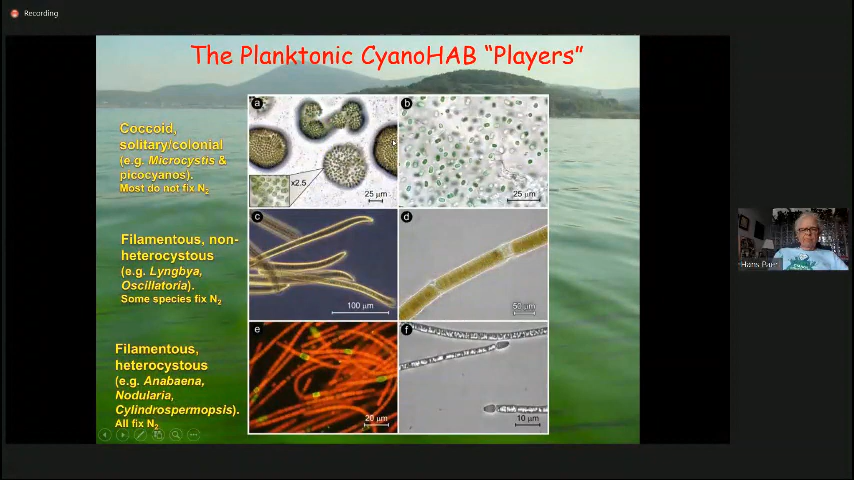 Recording
The Planktonic CyanoHAB “Players”
Coccoid,
solitary/colonial
(e.g. Microcystis &
picocyanos).
Most do not fix N2
Filamentous, non-
heterocystous
(e.g. Lyngbya,
Oscillatoria).
Some species fix N2
Filamentous,
heterocystous
(e.g. Anabaena,
Nodularia,
Cylindrospermopsis).
All fix N2
a
x2.5
25 µm
b
25 µm
c
100 µm
d
50 µm
e
20 µm
f
10 µm
Hans Paerl